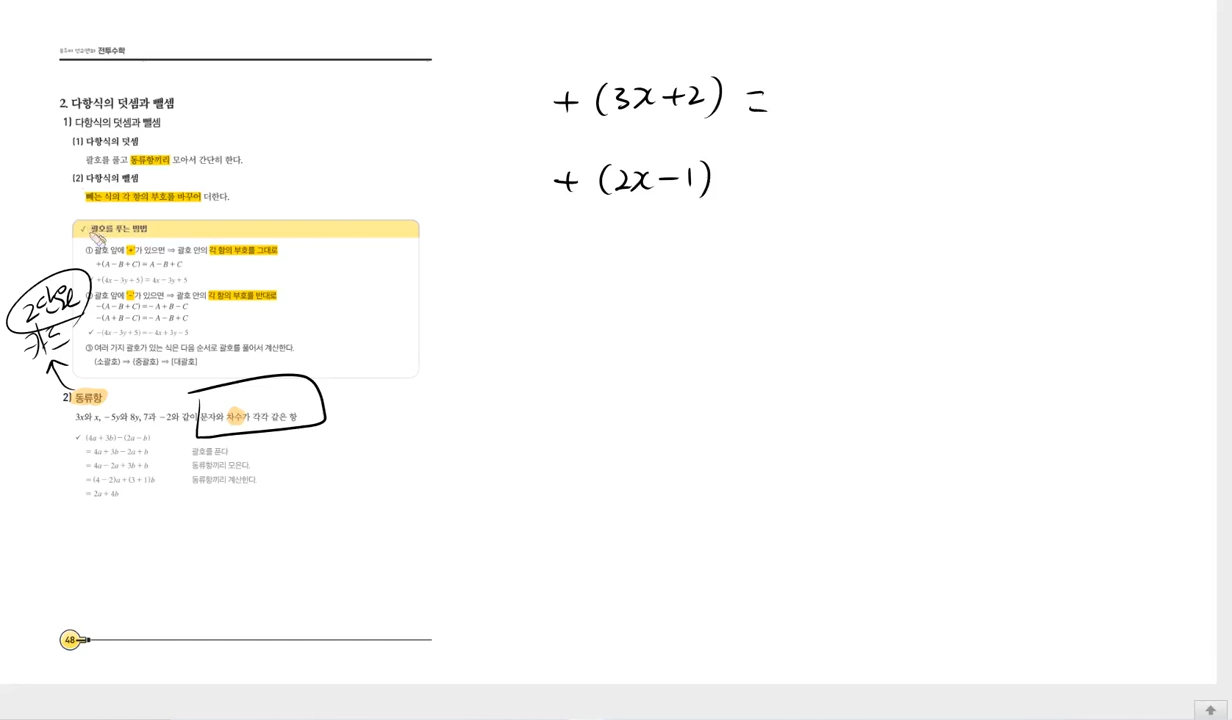 전투수학
2. 다항식의 덧셈과 뺄셈
1) 다항식의 덧셈과 뺄셈
(1) 다항식의 덧셈
괄호를 풀고 동류항끼리 모아서 간단히 한다.
(2) 다항식의 뺄셈
빼는 식의 각 항의 부호를 바꾸어 더한다.
✓ 괄호를 푸는 방법
① 괄호 앞에 '+'가 있으면 ⇒ 괄호 안의 각 항의 부호를 그대로
+(A−B+C)=A−B+C
✓ +(4x−3y+5)=4x−3y+5
② 괄호 앞에 '-'가 있으면 ⇒ 괄호 안의 각 항의 부호를 반대로
−(A−B+C)=−A+B−C
−(A+B−C)=−A−B+C
✓ −(4x−3y+5)=−4x+3y−5
③ 여러 가지 괄호가 있는 식은 다음 순서로 괄호를 풀어서 계산한다.
(소괄호) ⇒ {중괄호} ⇒ [대괄호]
2단원
카드
2) 동류항
3x와 x, −5y와 8y, 7과 −2와 같이 문자와 차수가 각각 같은 항
✓ (4a+3b)−(2a−b)
=4a+3b−2a+b 괄호를 푼다
=4a−2a+3b+b 동류항끼리 모은다.
=(4−2)a+(3+1)b 동류항끼리 계산한다.
=2a+4b
48
+(3x+2)=
+(2x−1)